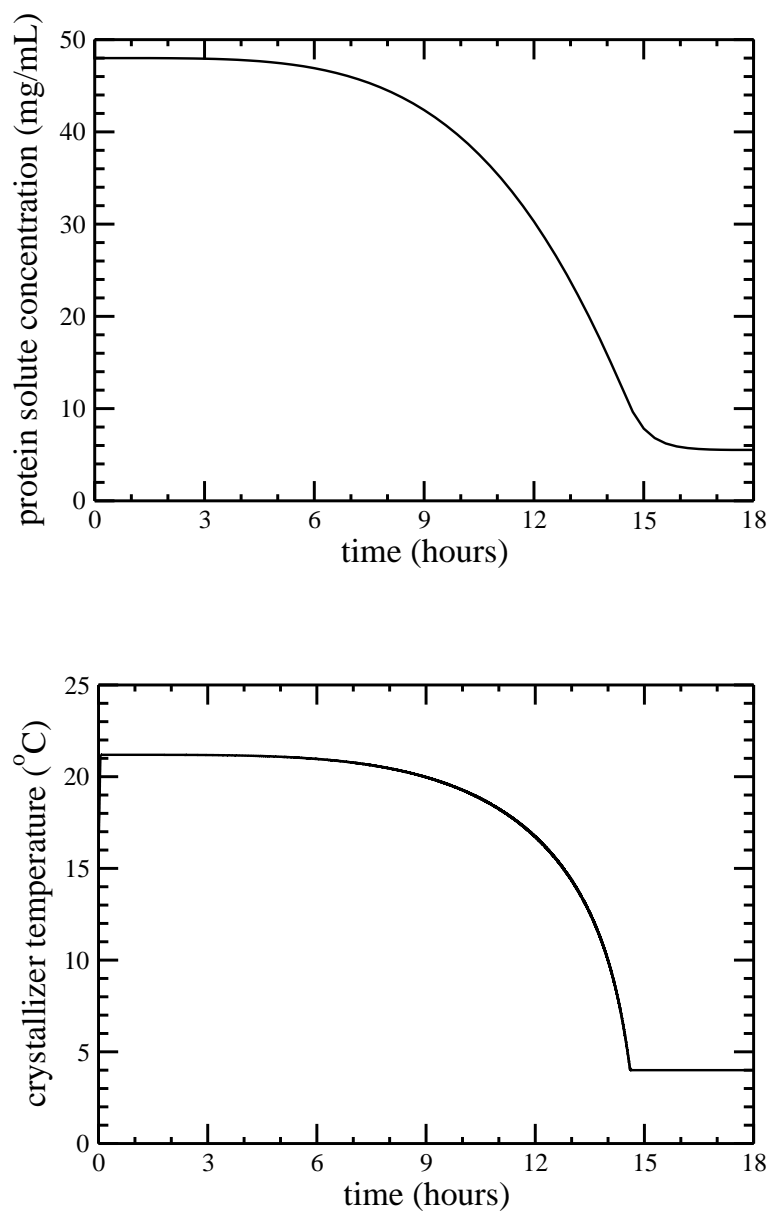 protein solute concentration (mg/mL)
50
40
30
20
10
0
0 3 6 9 12 15 18
time (hours)
crystallizer temperature (°C)
25
20
15
10
5
0
0 3 6 9 12 15 18
time (hours)